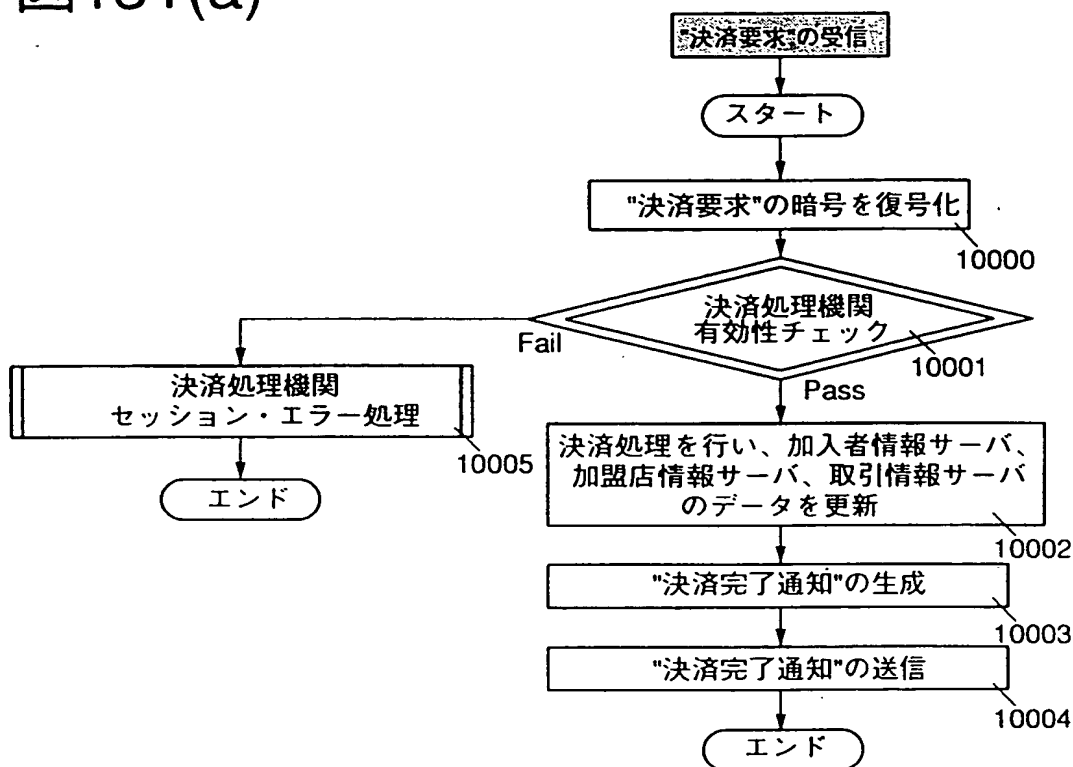 図131(a)
"決済要求"の受信
スタート
"決済要求"の暗号を復号化
10000
決済処理機関
有効性チェック
10001
Fail
Pass
決済処理機関
セッション・エラー処理
10005
エンド
決済処理を行い、加入者情報サーバ、
加盟店情報サーバ、取引情報サーバ
のデータを更新
10002
"決済完了通知"の生成
10003
"決済完了通知"の送信
10004
エンド